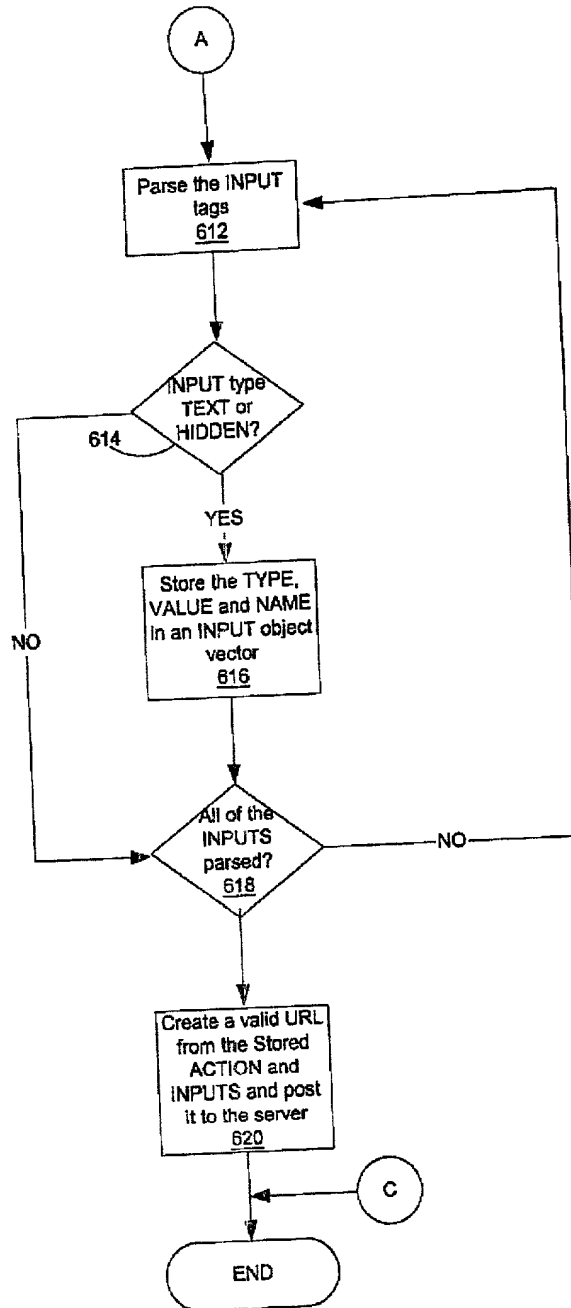 A
Parse the INPUT
tags
612
INPUT type
TEXT or
HIDDEN?
614
YES
Store the TYPE,
VALUE and NAME
in an INPUT object
vector
616
NO
All of the
INPUTS
parsed?
618
NO
Create a valid URL
from the Stored
ACTION and
INPUTS and post
it to the server
620
C
END